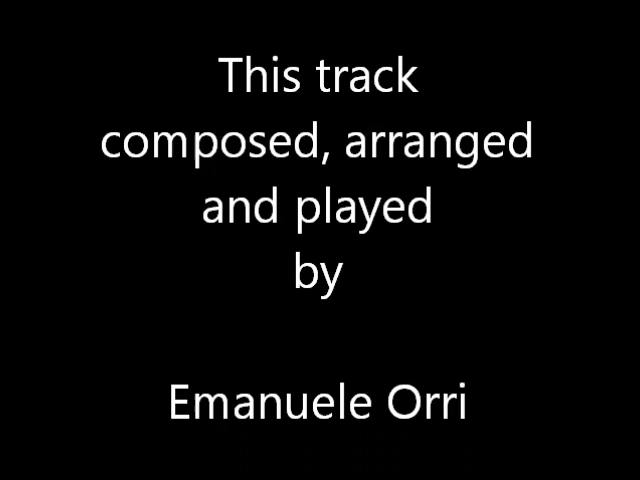 This track
composed, arranged
and played
by
Emanuele Orri